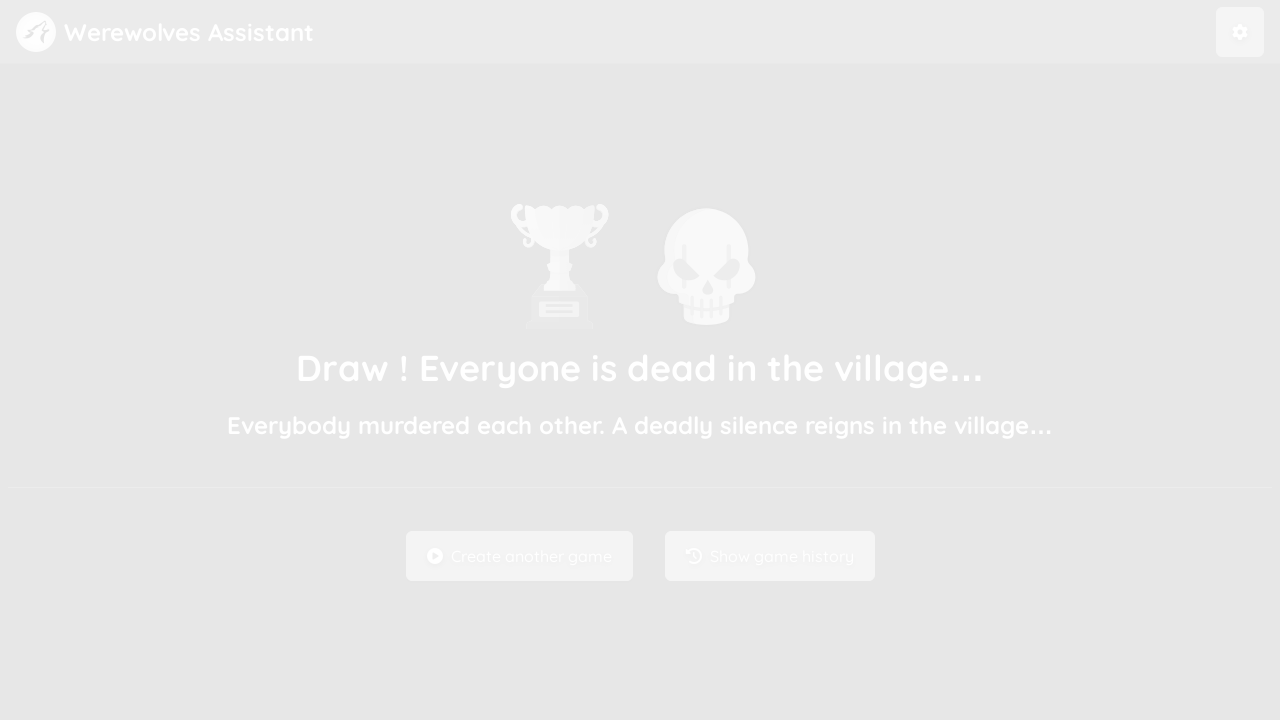 Werewolves Assistant
Draw ! Everyone is dead in the village...
Everybody murdered each other. A deadly silence reigns in the village...
Create another game
Show game history